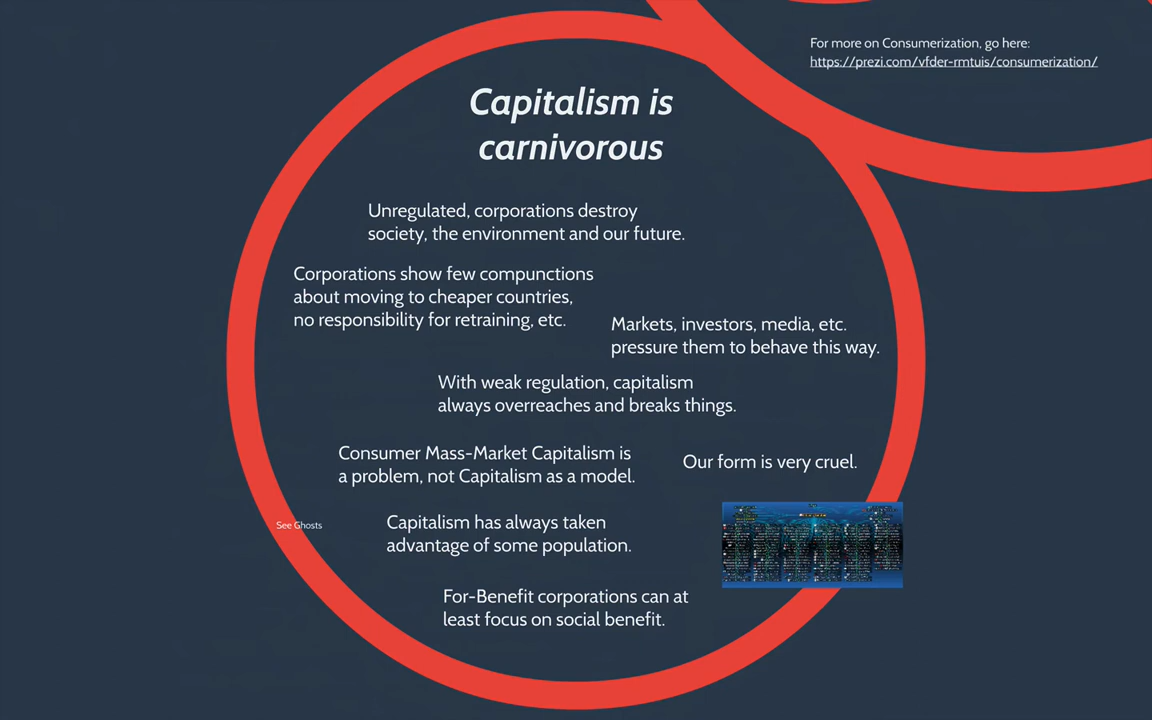 For more on Consumerization, go here:
https://prezi.com/vfder-rmtuis/consumerization/
Capitalism is
carnivorous
Unregulated, corporations destroy
society, the environment and our future.
Corporations show few compunctions
about moving to cheaper countries,
no responsibility for retraining, etc.
Markets, investors, media, etc.
pressure them to behave this way.
With weak regulation, capitalism
always overreaches and breaks things.
Consumer Mass-Market Capitalism is
a problem, not Capitalism as a model.
Our form is very cruel.
See Ghosts
Capitalism has always taken
advantage of some population.
For-Benefit corporations can at
least focus on social benefit.